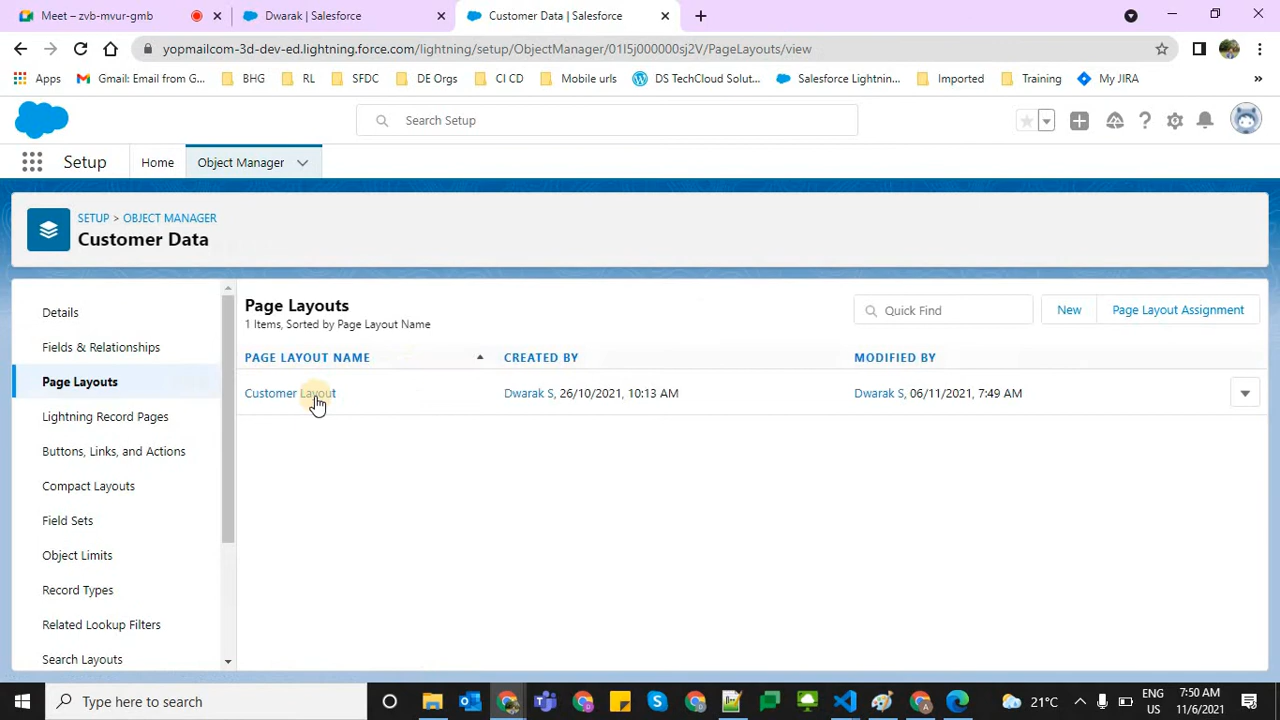 Meet – zvb-mvur-gmb
Dwarak | Salesforce
Customer Data | Salesforce
yopmailcom-3d-dev-ed.lightning.force.com/lightning/setup/ObjectManager/01I5j000000sj2V/PageLayouts/view
Apps
Gmail: Email from G...
BHG
RL
SFDC
DE Orgs
CI CD
Mobile urls
DS TechCloud Solut...
Salesforce Lightnin...
Imported
Training
My JIRA
»
Search Setup
Setup
Home
Object Manager
SETUP > OBJECT MANAGER
Customer Data
Details
Fields & Relationships
Page Layouts
Lightning Record Pages
Buttons, Links, and Actions
Compact Layouts
Field Sets
Object Limits
Record Types
Related Lookup Filters
Search Layouts
Page Layouts
1 Items, Sorted by Page Layout Name
Quick Find
New
Page Layout Assignment
PAGE LAYOUT NAME
CREATED BY
MODIFIED BY
Customer Layout
Dwarak S, 26/10/2021, 10:13 AM
Dwarak S, 06/11/2021, 7:49 AM
Type here to search
21°C
ENG
US
7:50 AM
11/6/2021